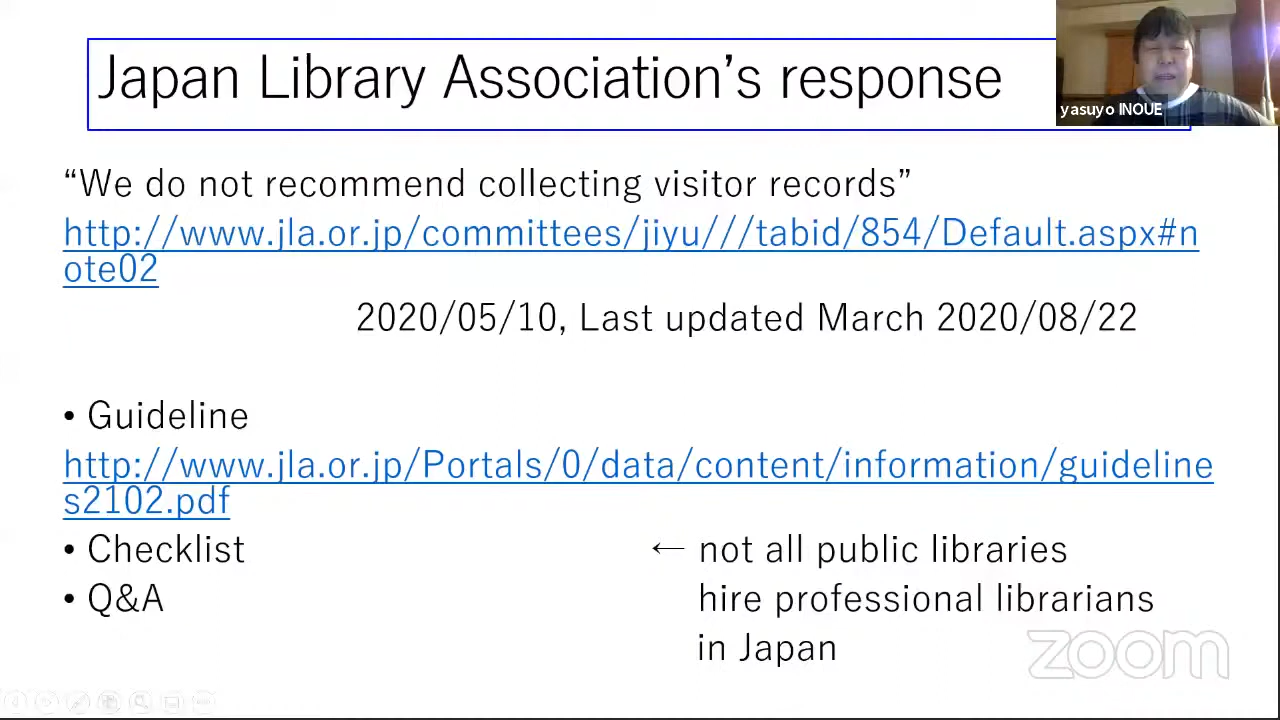 Japan Library Association’s response
yasuyo INOUE
“We do not recommend collecting visitor records”
http://www.jla.or.jp/committees/jiyu///tabid/854/Default.aspx#n
ote02
2020/05/10, Last updated March 2020/08/22
• Guideline
http://www.jla.or.jp/Portals/0/data/content/information/guideline
s2102.pdf
• Checklist ← not all public libraries
• Q&A hire professional librarians
in Japan
zoom